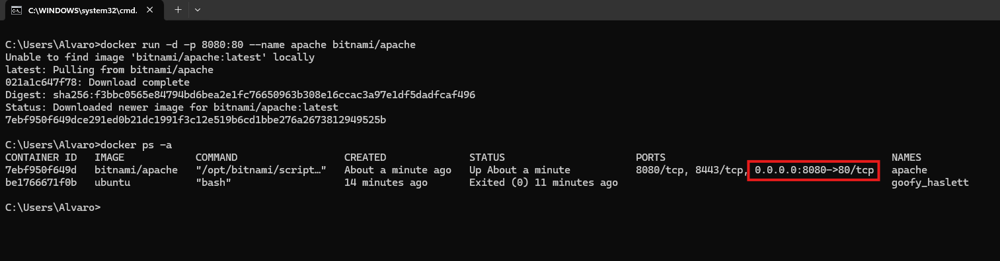 C:\WINDOWS\system32\cmd.
C:\Users\Alvaro>docker run -d -p 8080:80 --name apache bitnami/apache
Unable to find image 'bitnami/apache:latest' locally
latest: Pulling from bitnami/apache
021a1c647f78: Download complete
Digest: sha256:f3bbc0565e84794bd6bea2e1fc76650963b308e16ccac3a97e1df5dadfcaf496
Status: Downloaded newer image for bitnami/apache:latest
7ebf950f649dce291ed0b21dc1991f3c12e519b6cd1bbe276a2673812949525b
C:\Users\Alvaro>docker ps -a
CONTAINER ID   IMAGE            COMMAND                  CREATED              STATUS                      PORTS                                      NAMES
7ebf950f649d   bitnami/apache   "/opt/bitnami/script…"   About a minute ago   Up About a minute           8080/tcp, 8443/tcp, 0.0.0.0:8080->80/tcp   apache
be1766671f0b   ubuntu           "bash"                   14 minutes ago       Exited (0) 11 minutes ago                                              goofy_haslett
C:\Users\Alvaro>